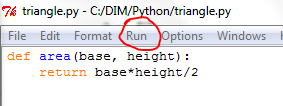 triangle.py - C:/DIM/Python/triangle.py
File Edit Format Run Options Windows
def area(base, height):
    return base*height/2